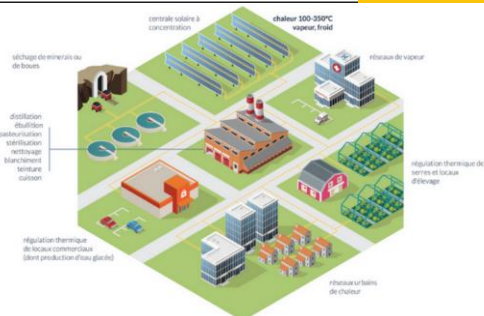 centrale solaire à
concentration
chaleur 100-350°C
vapeur, froid
séchage de minerais ou
de boues
réseaux de vapeur
distillation
ébullition
pasteurisation
stérilisation
nettoyage
blanchiment
teinture
cuisson
régulation thermique de
serres et locaux
d'élevage
régulation thermique
de locaux commerciaux
(dont production d'eau glacée)
réseaux urbains
de chaleur